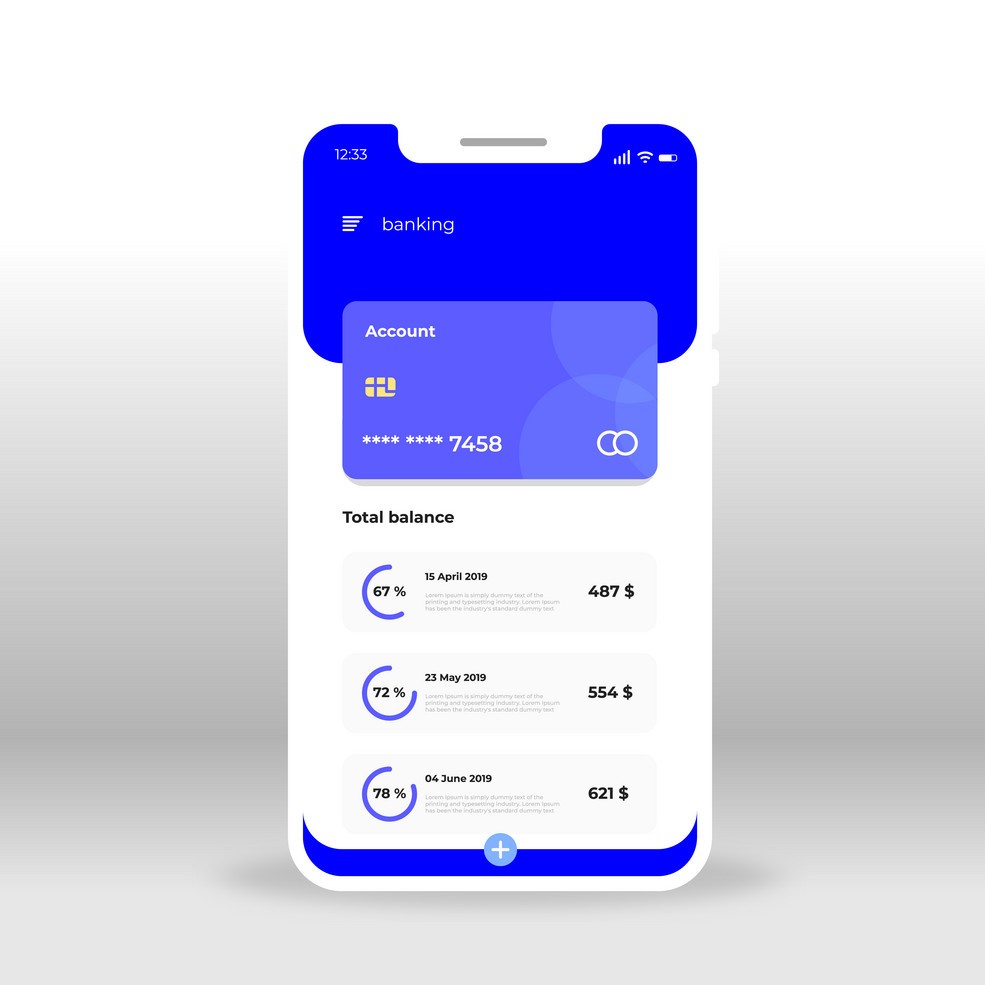 12:33
banking
Account
**** **** 7458
Total balance
67 %
15 April 2019
Lorem Ipsum is simply dummy text of the
printing and typesetting industry. Lorem Ipsum
has been the industry's standard dummy text
487 $
72 %
23 May 2019
Lorem Ipsum is simply dummy text of the
printing and typesetting industry. Lorem Ipsum
has been the industry's standard dummy text
554 $
78 %
04 June 2019
Lorem Ipsum is simply dummy text of the
printing and typesetting industry. Lorem Ipsum
has been the industry's standard dummy text
621 $